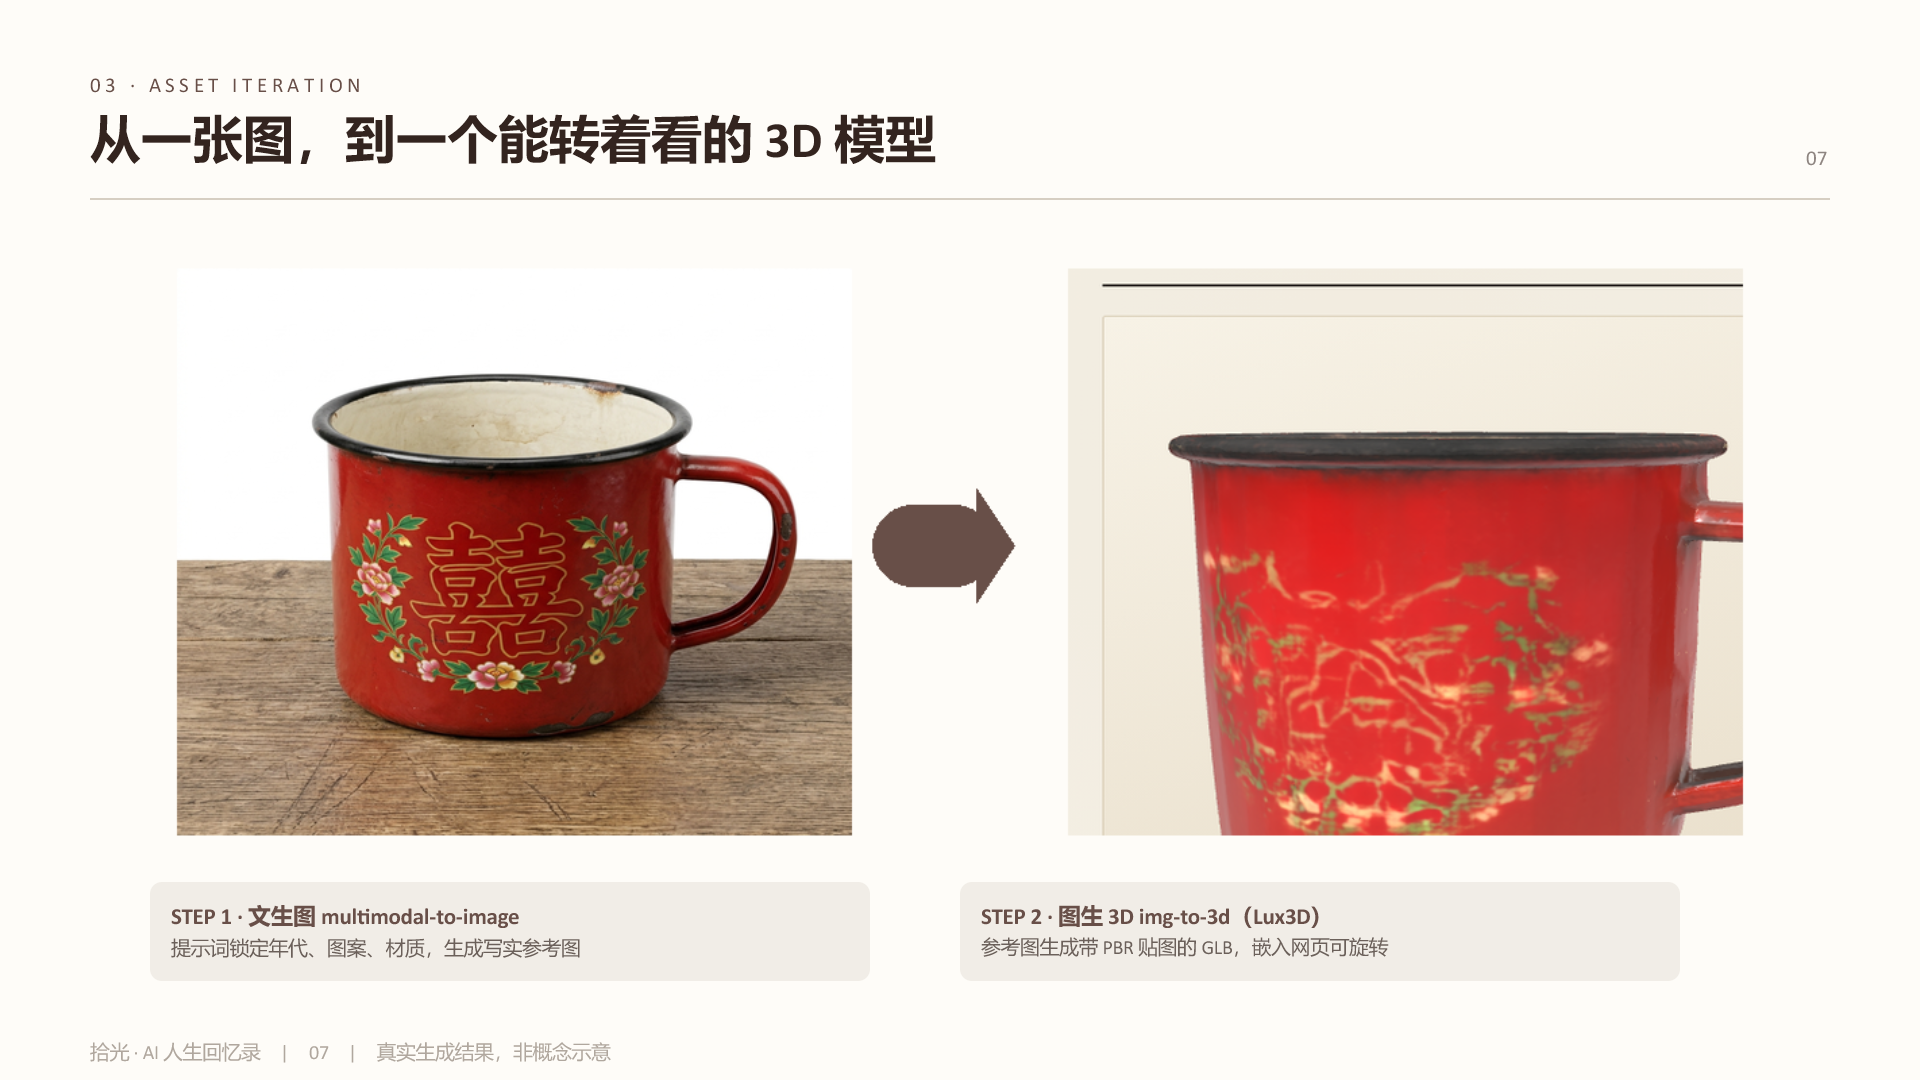 03 · ASSET ITERATION
从一张图，到一个能转着看的 3D 模型
07
囍
STEP 1 · 文生图 multimodal-to-image
提示词锁定年代、图案、材质，生成写实参考图
STEP 2 · 图生 3D img-to-3d（Lux3D）
参考图生成带 PBR 贴图的 GLB，嵌入网页可旋转
拾光 · AI 人生回忆录 | 07 | 真实生成结果，非概念示意